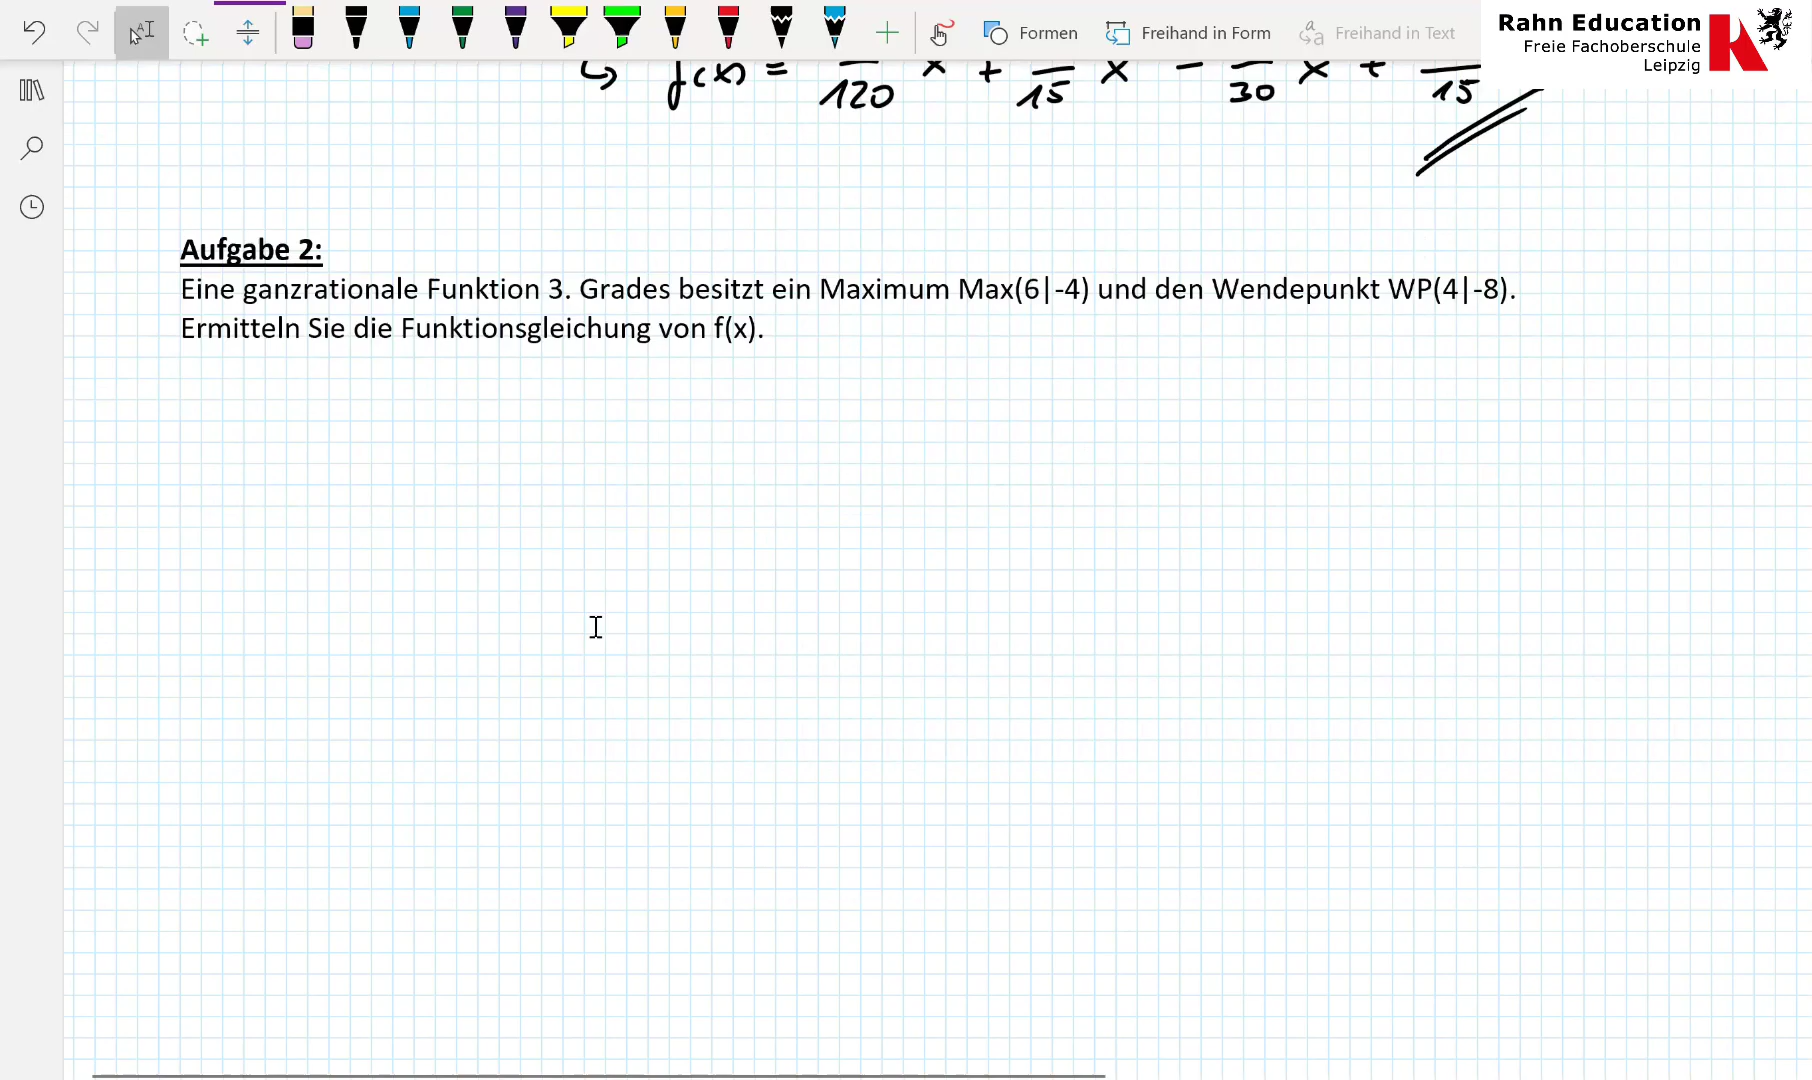 Formen
Freihand in Form
Freihand in Text
Rahn Education
Freie Fachoberschule
Leipzig
f(x) = 120 x + 15 x - 30 x + 15
Aufgabe 2:
Eine ganzrationale Funktion 3. Grades besitzt ein Maximum Max(6|-4) und den Wendepunkt WP(4|-8).
Ermitteln Sie die Funktionsgleichung von f(x).